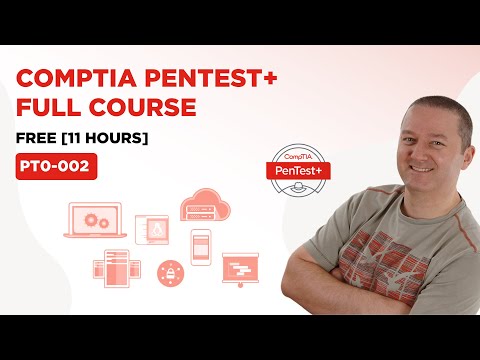 COMPTIA PENTEST+
FULL COURSE
FREE [11 HOURS]
PT0-002
CompTIA
PenTest+